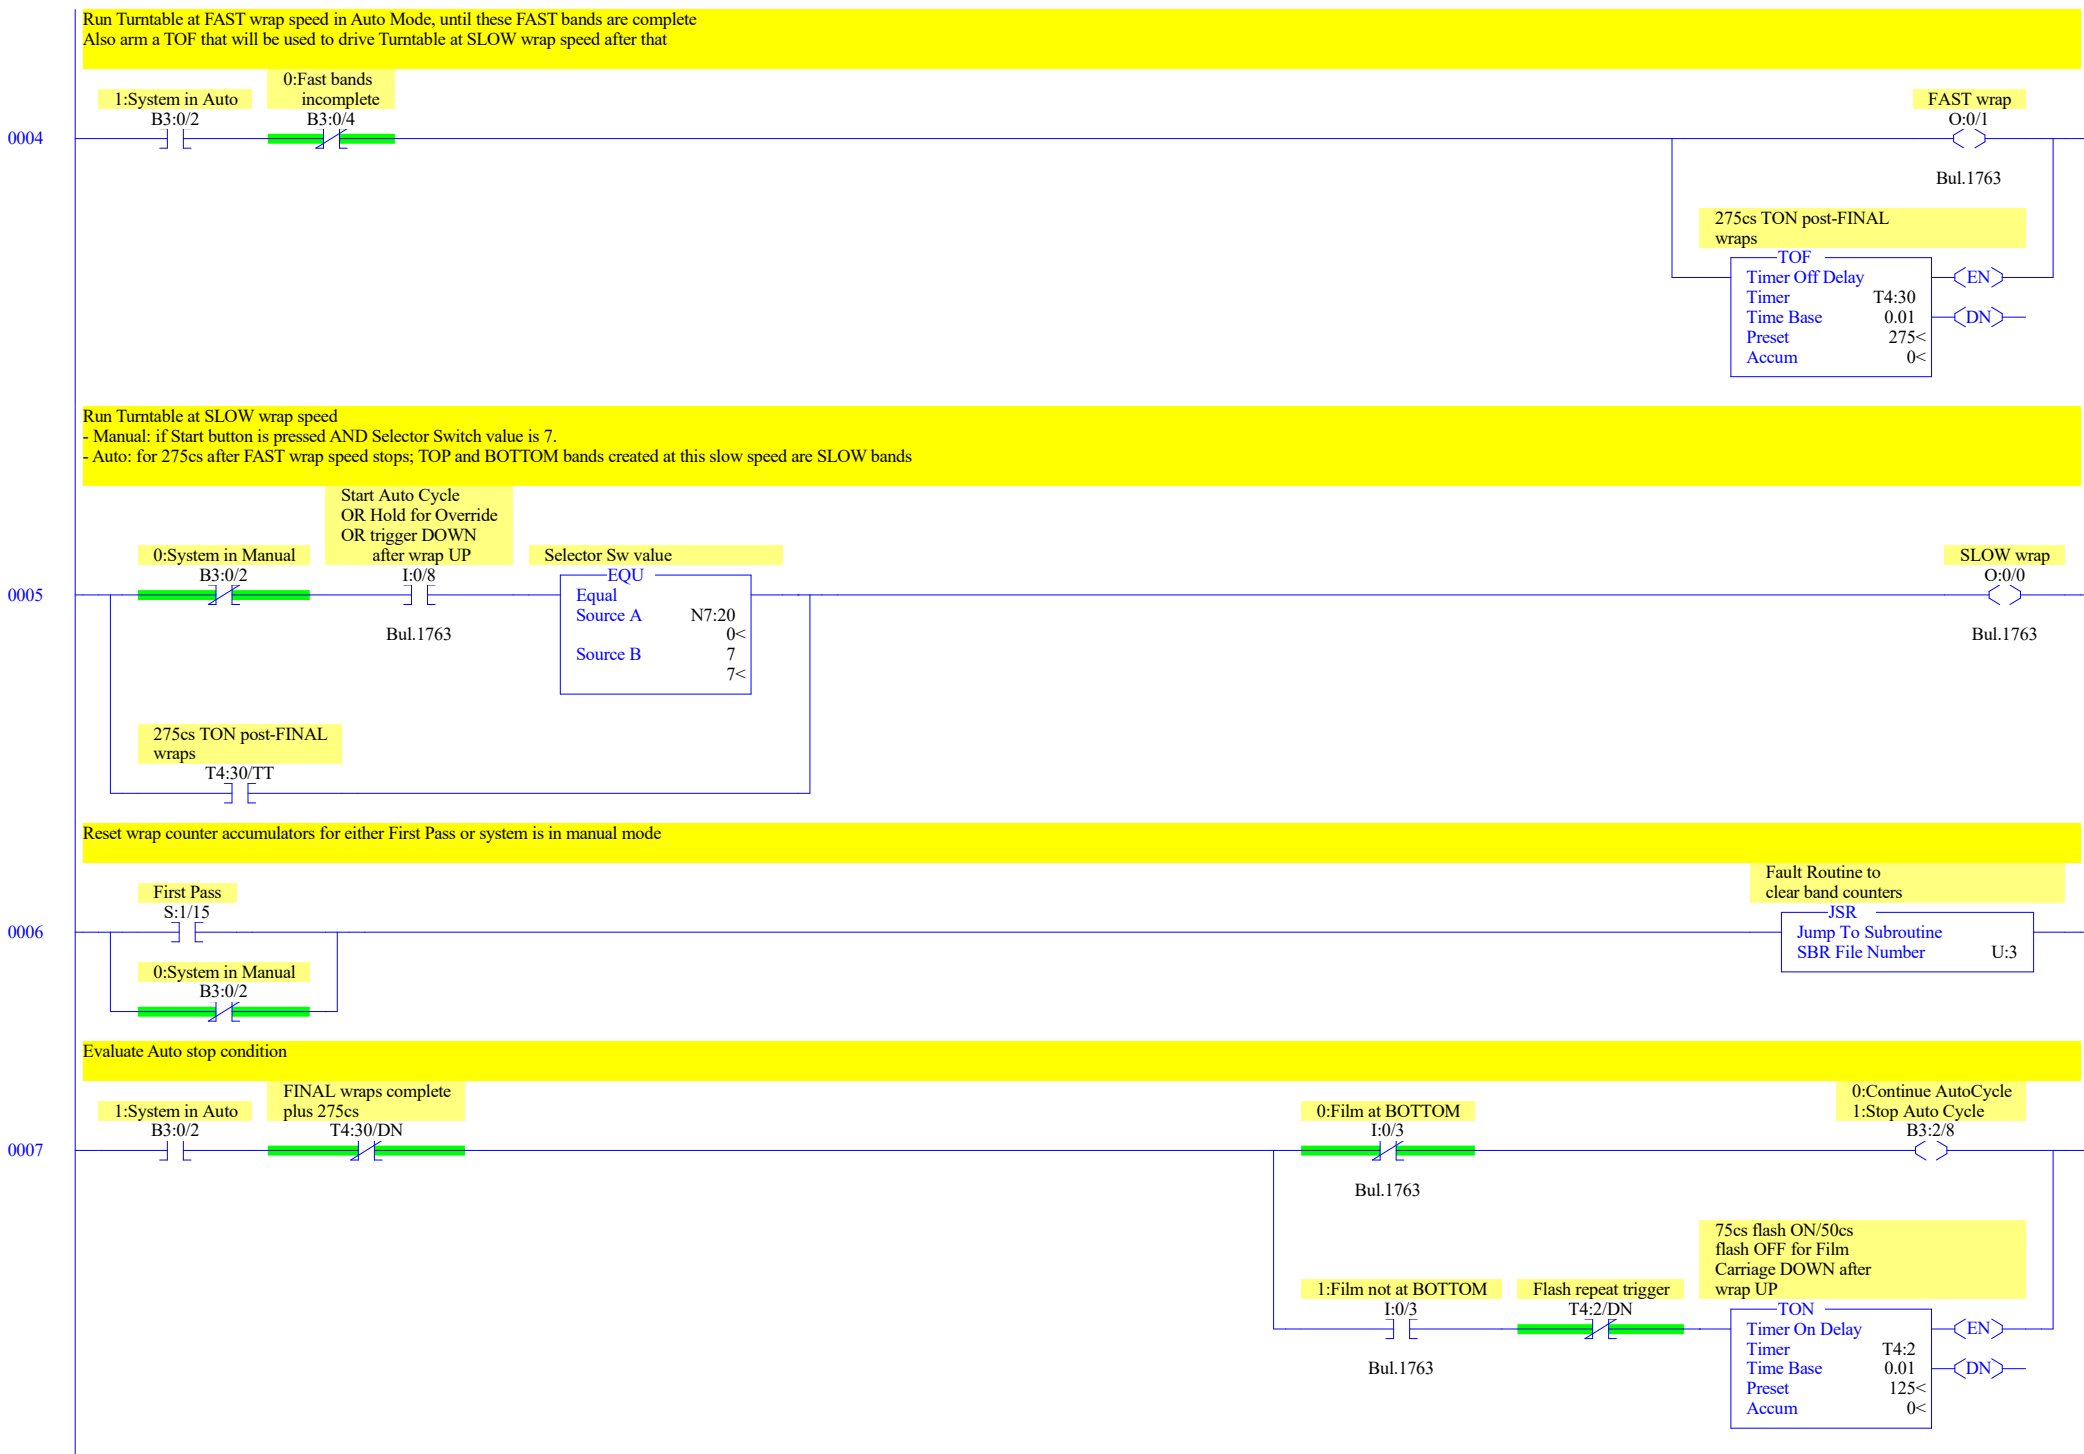 Run Turntable at FAST wrap speed in Auto Mode, until these FAST bands are complete
Also arm a TOF that will be used to drive Turntable at SLOW wrap speed after that
0:Fast bands
incomplete
1:System in Auto
B3:0/2
B3:0/4
FAST wrap
O:0/1
0004
Bul.1763
275cs TON post-FINAL
wraps
TOF
Timer Off Delay
EN
Timer T4:30
Time Base 0.01
DN
Preset 275<
Accum 0<
Run Turntable at SLOW wrap speed
- Manual: if Start button is pressed AND Selector Switch value is 7.
- Auto: for 275cs after FAST wrap speed stops; TOP and BOTTOM bands created at this slow speed are SLOW bands
Start Auto Cycle
OR Hold for Override
OR trigger DOWN
after wrap UP
0:System in Manual
B3:0/2
I:0/8
Selector Sw value
EQU
Equal
Source A N7:20
0<
Source B 7
7<
SLOW wrap
O:0/0
0005
Bul.1763
Bul.1763
275cs TON post-FINAL
wraps
T4:30/TT
Reset wrap counter accumulators for either First Pass or system is in manual mode
First Pass
S:1/15
Fault Routine to
clear band counters
JSR
Jump To Subroutine
SBR File Number U:3
0006
0:System in Manual
B3:0/2
Evaluate Auto stop condition
1:System in Auto
B3:0/2
FINAL wraps complete
plus 275cs
T4:30/DN
0:Film at BOTTOM
I:0/3
0:Continue AutoCycle
1:Stop Auto Cycle
B3:2/8
0007
Bul.1763
75cs flash ON/50cs
flash OFF for Film
Carriage DOWN after
wrap UP
1:Film not at BOTTOM
I:0/3
Flash repeat trigger
T4:2/DN
TON
Timer On Delay
EN
Timer T4:2
Time Base 0.01
DN
Preset 125<
Accum 0<
Bul.1763